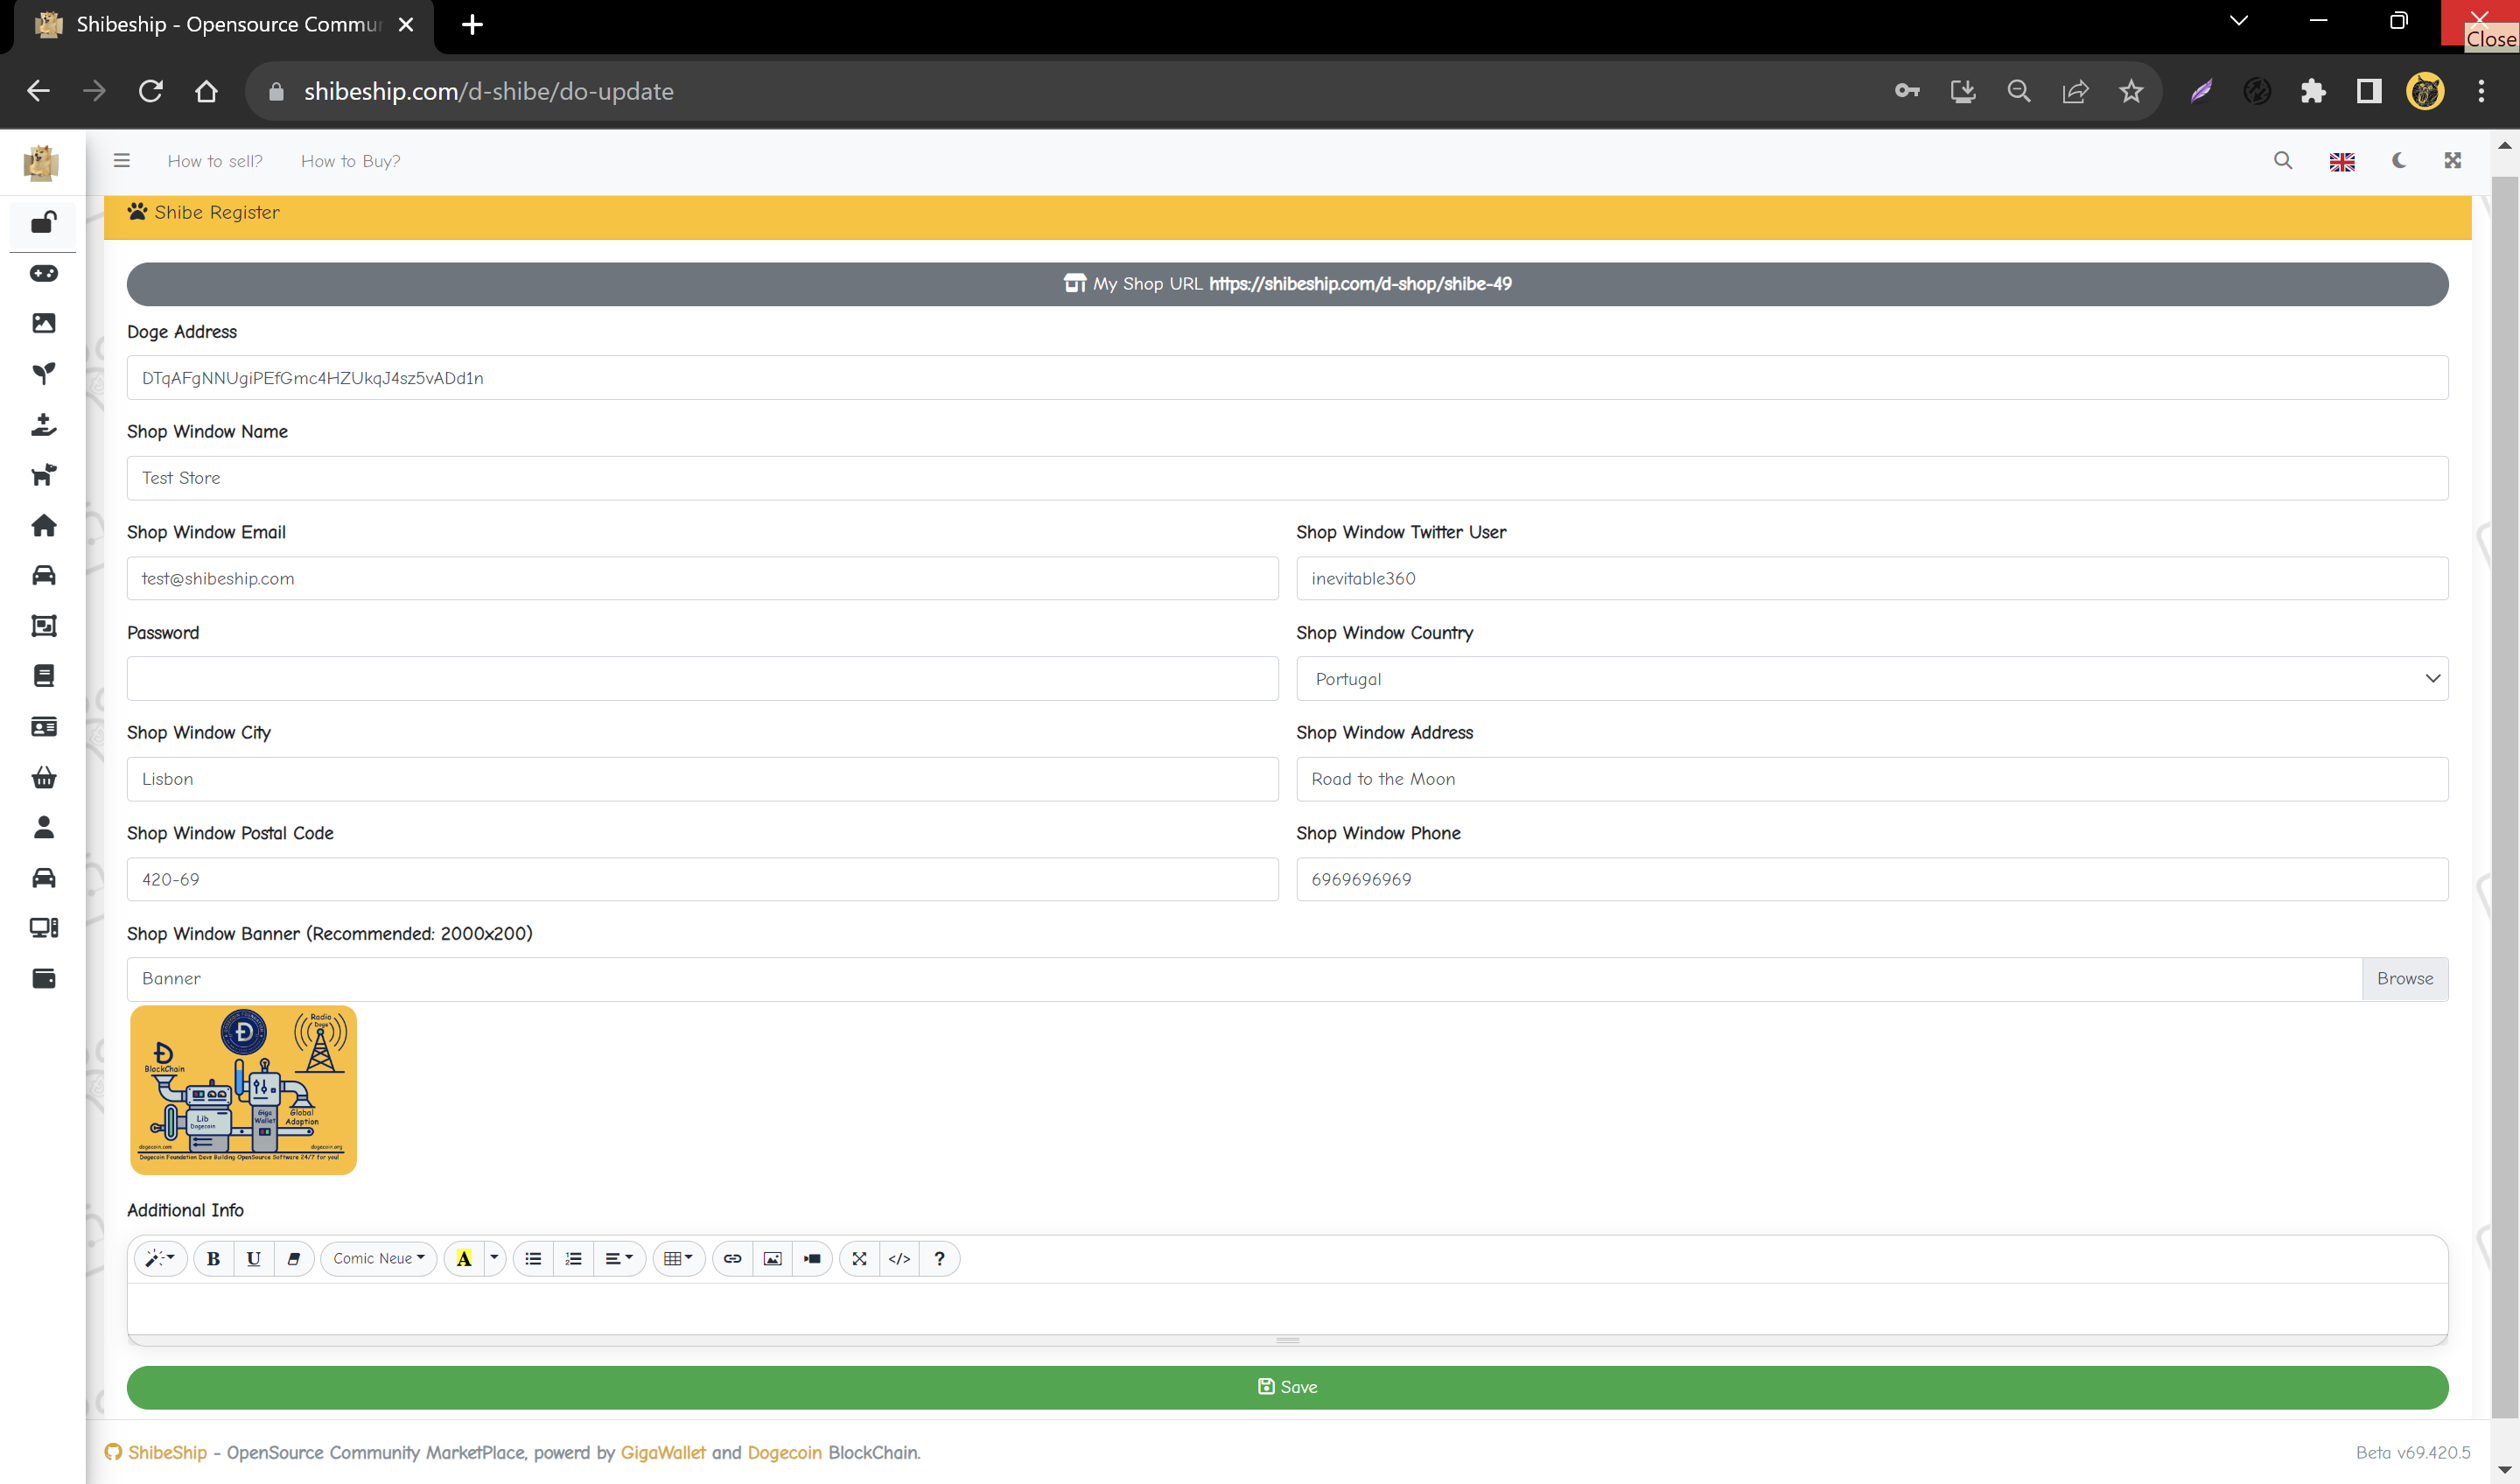 Shibeship - Opensource Commu
Close
shibeship.com/d-shibe/do-update
How to sell?
How to Buy?
Shibe Register
My Shop URL https://shibeship.com/d-shop/shibe-49
Doge Address
DTqAFgNNUgiPEfGmc4HZUkqJ4sz5vADd1n
Shop Window Name
Test Store
Shop Window Email
Shop Window Twitter User
test@shibeship.com
inevitable360
Password
Shop Window Country
Portugal
Shop Window City
Shop Window Address
Lisbon
Road to the Moon
Shop Window Postal Code
Shop Window Phone
420-69
6969696969
Shop Window Banner (Recommended: 2000x200)
Banner
Browse
Radio
Doge
BlockChain
Lib
Dogecoin
Giga
Wallet
Global
Adoption
dogecoin.com
dogecoin.org
Dogecoin Foundation Devs Building OpenSource Software 24/7 for you!
Additional Info
B U Comic Neue A </> ?
Save
ShibeShip - OpenSource Community MarketPlace, powerd by GigaWallet and Dogecoin BlockChain.
Beta v69.420.5